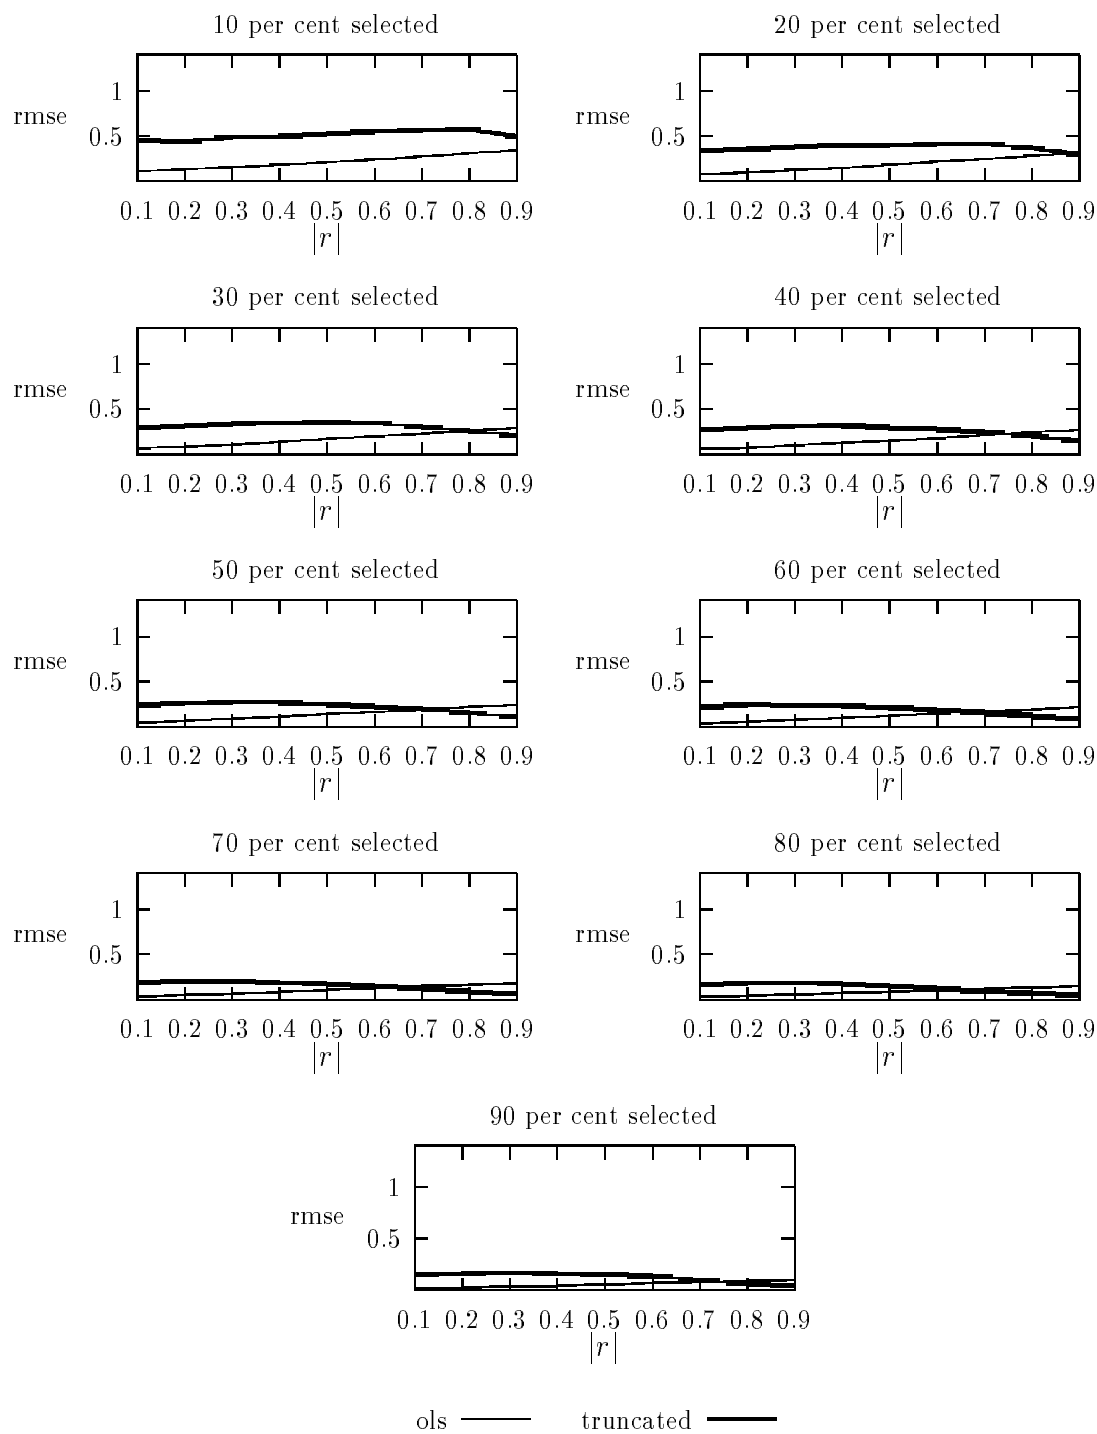 10 per cent selected
rmse
1
0.5
0.1 0.2 0.3 0.4 0.5 0.6 0.7 0.8 0.9
|r|
20 per cent selected
rmse
1
0.5
0.1 0.2 0.3 0.4 0.5 0.6 0.7 0.8 0.9
|r|
30 per cent selected
rmse
1
0.5
0.1 0.2 0.3 0.4 0.5 0.6 0.7 0.8 0.9
|r|
40 per cent selected
rmse
1
0.5
0.1 0.2 0.3 0.4 0.5 0.6 0.7 0.8 0.9
|r|
50 per cent selected
rmse
1
0.5
0.1 0.2 0.3 0.4 0.5 0.6 0.7 0.8 0.9
|r|
60 per cent selected
rmse
1
0.5
0.1 0.2 0.3 0.4 0.5 0.6 0.7 0.8 0.9
|r|
70 per cent selected
rmse
1
0.5
0.1 0.2 0.3 0.4 0.5 0.6 0.7 0.8 0.9
|r|
80 per cent selected
rmse
1
0.5
0.1 0.2 0.3 0.4 0.5 0.6 0.7 0.8 0.9
|r|
90 per cent selected
rmse
1
0.5
0.1 0.2 0.3 0.4 0.5 0.6 0.7 0.8 0.9
|r|
ols truncated